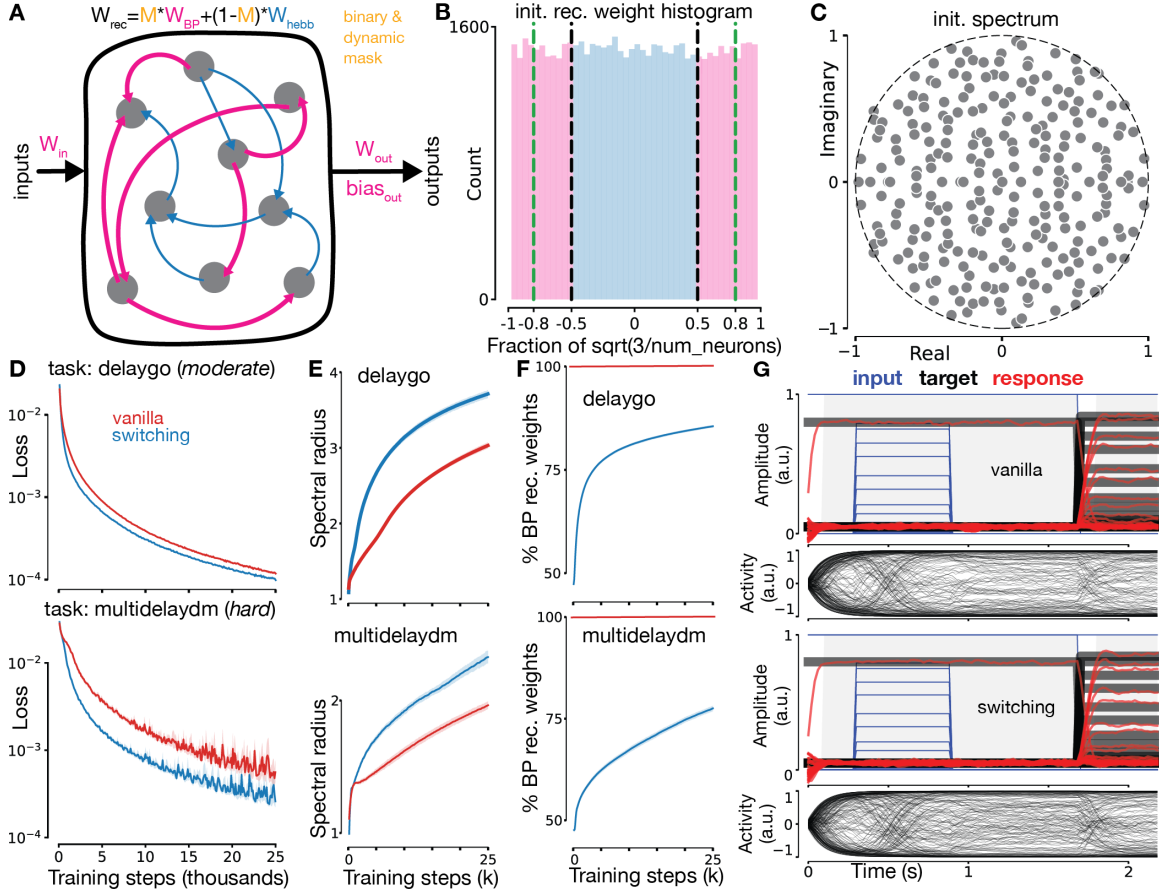 A
W_rec=M*W_BP+(1-M)*W_hebb
binary &
dynamic
mask
inputs
W_in
W_out
bias_out
outputs
B
init. rec. weight histogram
1600
Count
0
-1 -0.8 -0.5 0 0.5 0.8 1
Fraction of sqrt(3/num_neurons)
C
init. spectrum
Imaginary
1
0
−1
−1 0 1
Real
D
task: delaygo (moderate)
vanilla
switching
Loss
10⁻²
10⁻³
10⁻⁴
task: multidelaydm (hard)
Loss
10⁻²
10⁻³
10⁻⁴
0 5 10 15 20 25
Training steps (thousands)
E
delaygo
Spectral radius
4
3
2
1
multidelaydm
Spectral radius
2
1
0 25
Training steps (k)
F
delaygo
% BP rec. weights
100
75
50
multidelaydm
% BP rec. weights
100
75
50
0 25
Training steps (k)
G
input target response
Amplitude
(a.u.)
1
0
vanilla
Activity
(a.u.)
1
0
−1
Amplitude
(a.u.)
1
0
switching
Activity
(a.u.)
1
0
−1
0 1 2
Time (s)